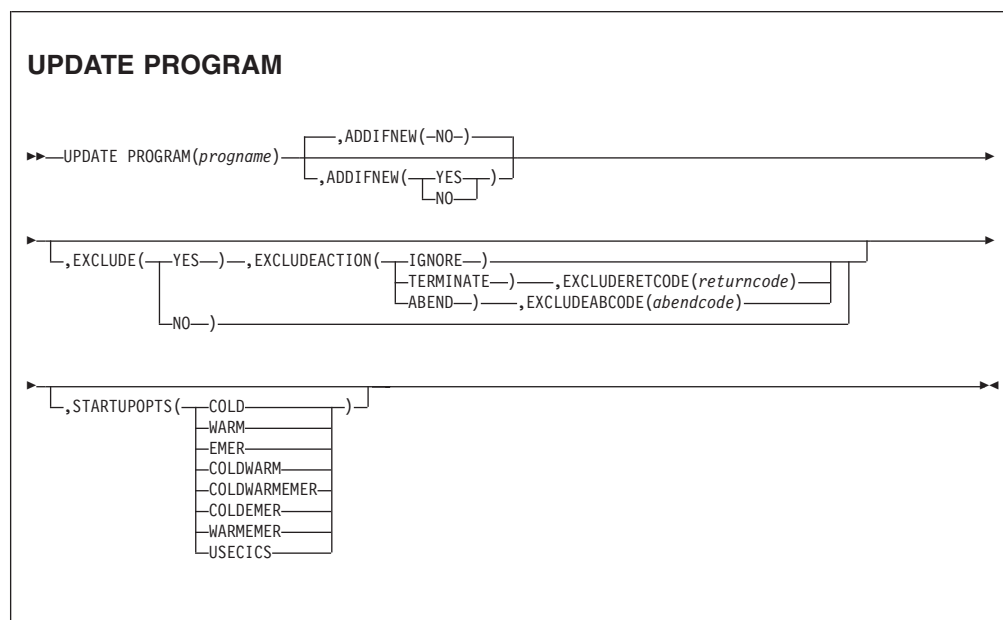 UPDATE PROGRAM
,ADDIFNEW(NO)
UPDATE PROGRAM(progname)
,ADDIFNEW( YES )
NO
,EXCLUDE( YES ) ,EXCLUDEACTION( IGNORE )
TERMINATE ) ,EXCLUDERETCODE(returncode)
ABEND ) ,EXCLUDEABCODE(abendcode)
NO )
,STARTUPOPTS( COLD )
WARM
EMER
COLDWARM
COLDWARMEMER
COLDEMER
WARMEMER
USECICS